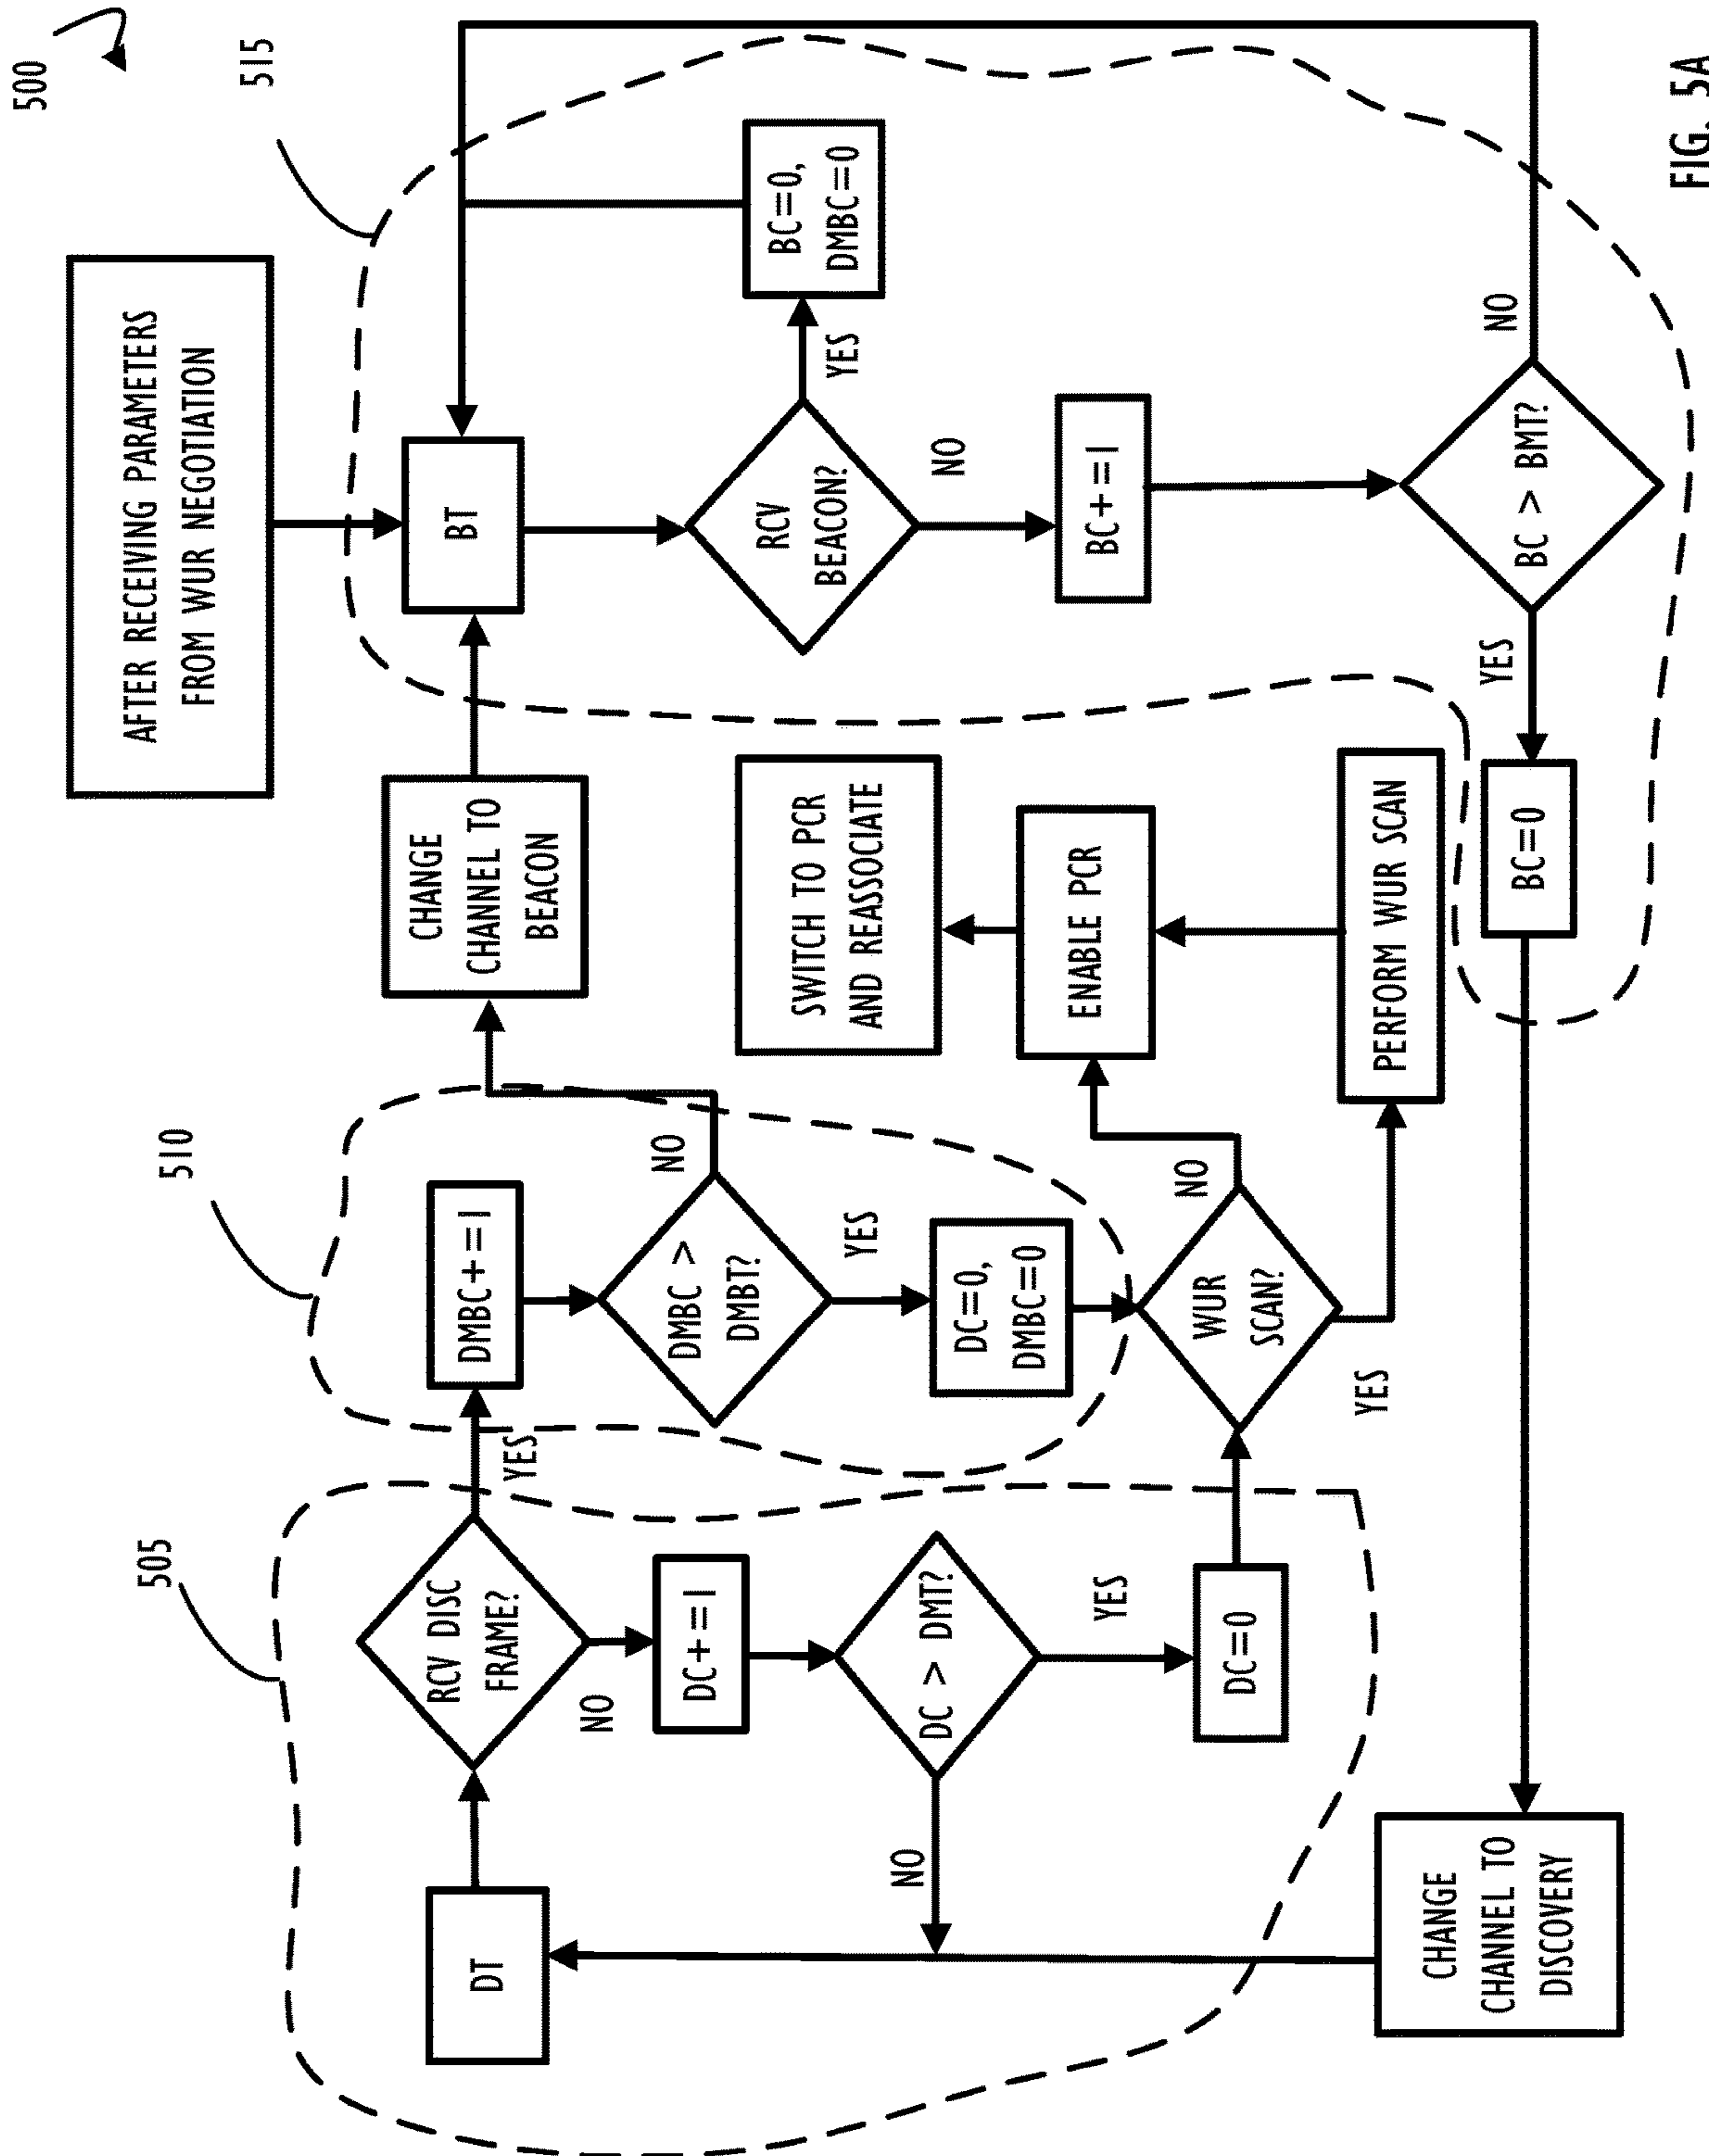 500
505
510
515
DT
RCV DISC
FRAME?
YES
NO
DC+=1
DC > DMT?
NO
YES
DC=0
DMBC+=1
DMBC >
DMBT?
NO
YES
DC=0,
DMBC=0
WUR
SCAN?
NO
YES
CHANGE
CHANNEL TO
BEACON
SWITCH TO PCR
AND REASSOCIATE
ENABLE PCR
PERFORM WUR SCAN
AFTER RECEIVING PARAMETERS
FROM WUR NEGOTIATION
BT
RCV
BEACON?
YES
BC=0,
DMBC=0
NO
BC+=1
BC > BMT?
NO
YES
BC=0
CHANGE
CHANNEL TO
DISCOVERY
FIG. 5A